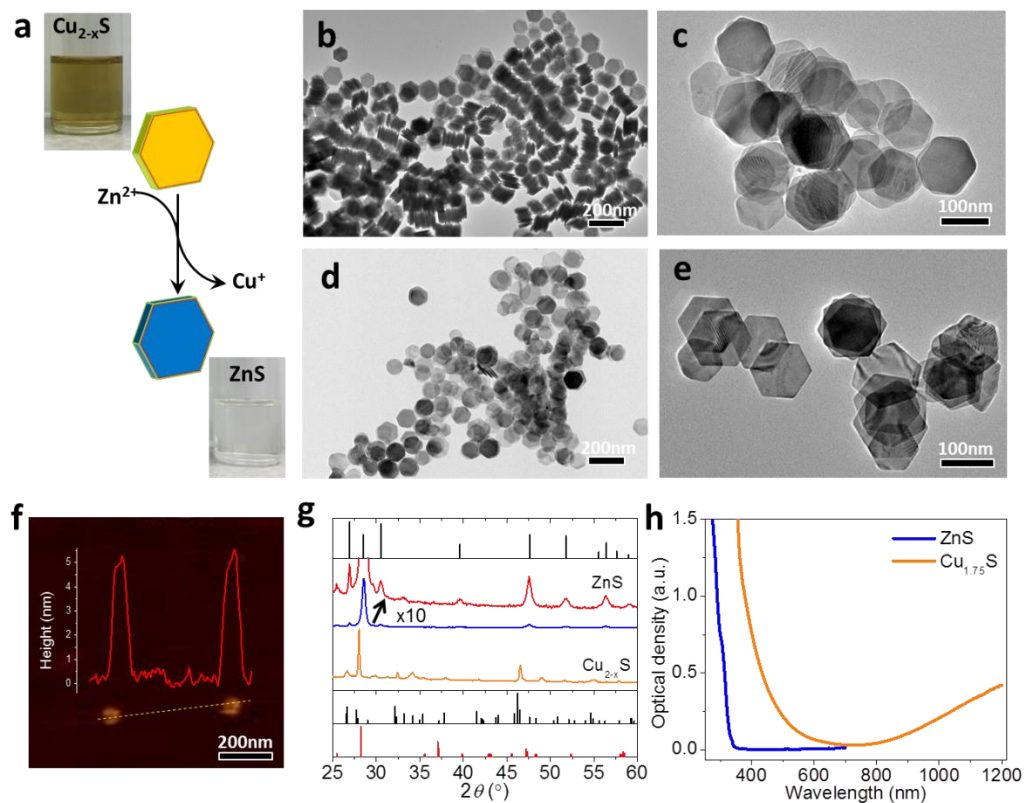 a
Cu2-xS
Zn2+
Cu+
ZnS
b
200nm
c
100nm
d
200nm
e
100nm
f
Height (nm)
5
4
3
2
1
0
200nm
g
ZnS
x10
Cu2-xS
25 30 35 40 45 50 55 60
2θ (°)
h
Optical density (a.u.)
1.5
1.0
0.5
0.0
ZnS
Cu1.75S
400 600 800 1000 1200
Wavelength (nm)